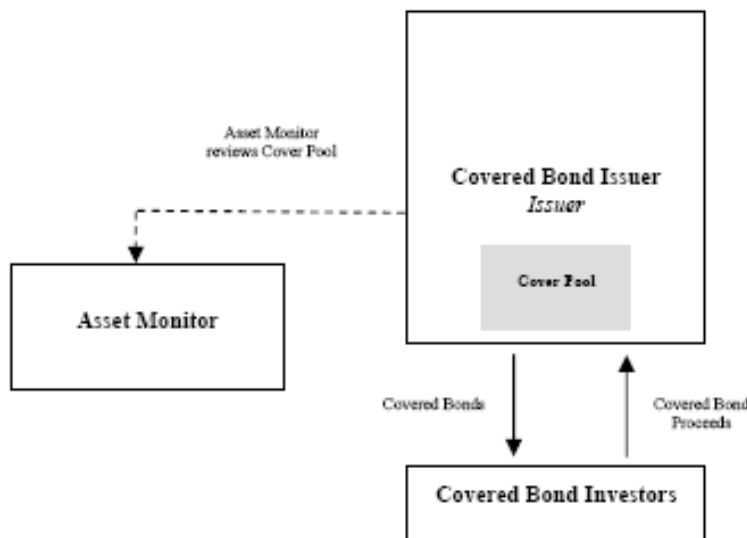 Asset Monitor
reviews Cover Pool
Covered Bond Issuer
Issuer
Cover Pool
Asset Monitor
Covered Bonds
Covered Bond
Proceeds
Covered Bond Investors